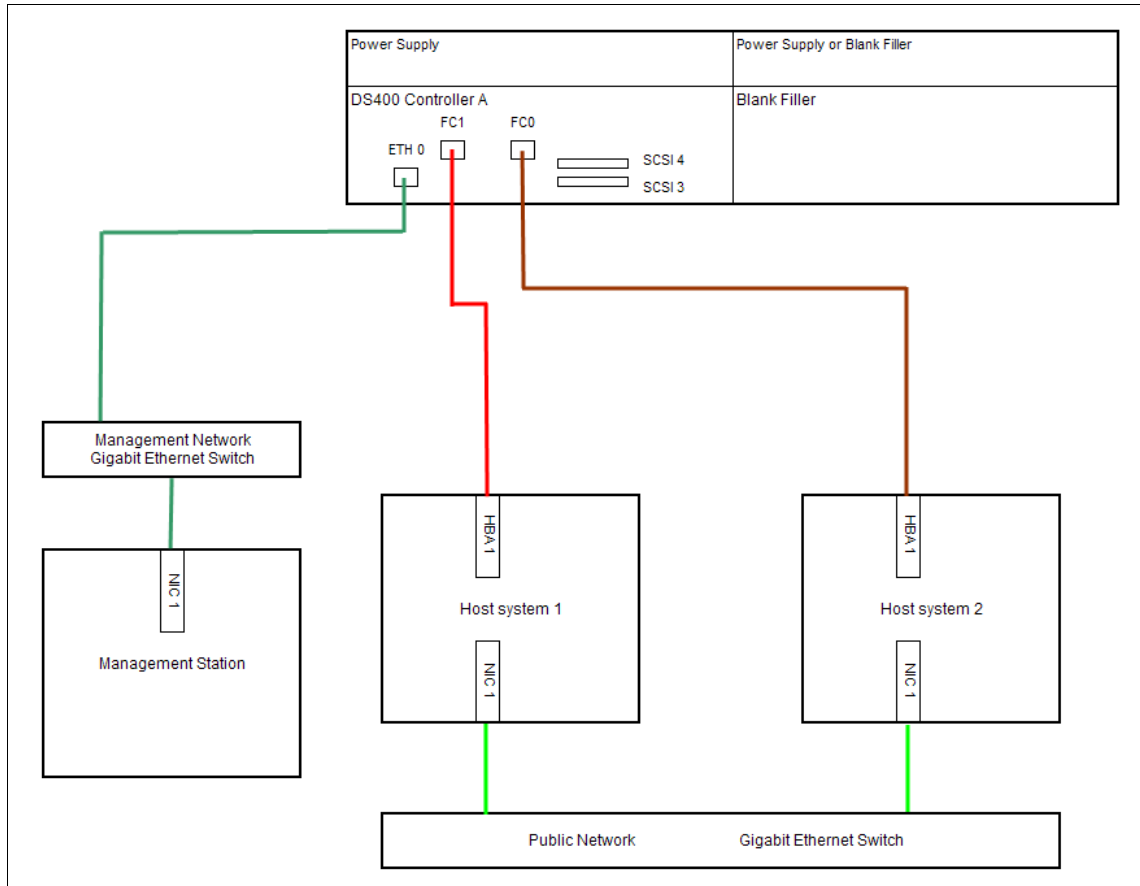 Power Supply
Power Supply or Blank Filler
DS400 Controller A
Blank Filler
FC1
FC0
ETH 0
SCSI 4
SCSI 3
Management Network
Gigabit Ethernet Switch
NIC 1
Management Station
HBA 1
Host system 1
NIC 1
HBA 1
Host system 2
NIC 1
Public Network
Gigabit Ethernet Switch